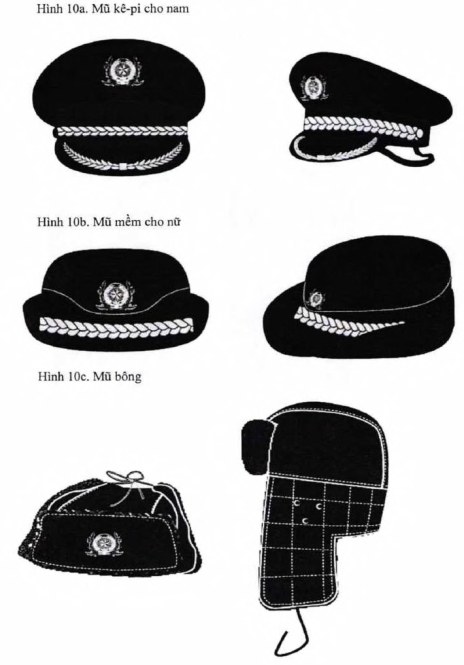 Hình 10a. Mũ kê-pi cho nam
Hình 10b. Mũ mềm cho nữ
Hình 10c. Mũ bông